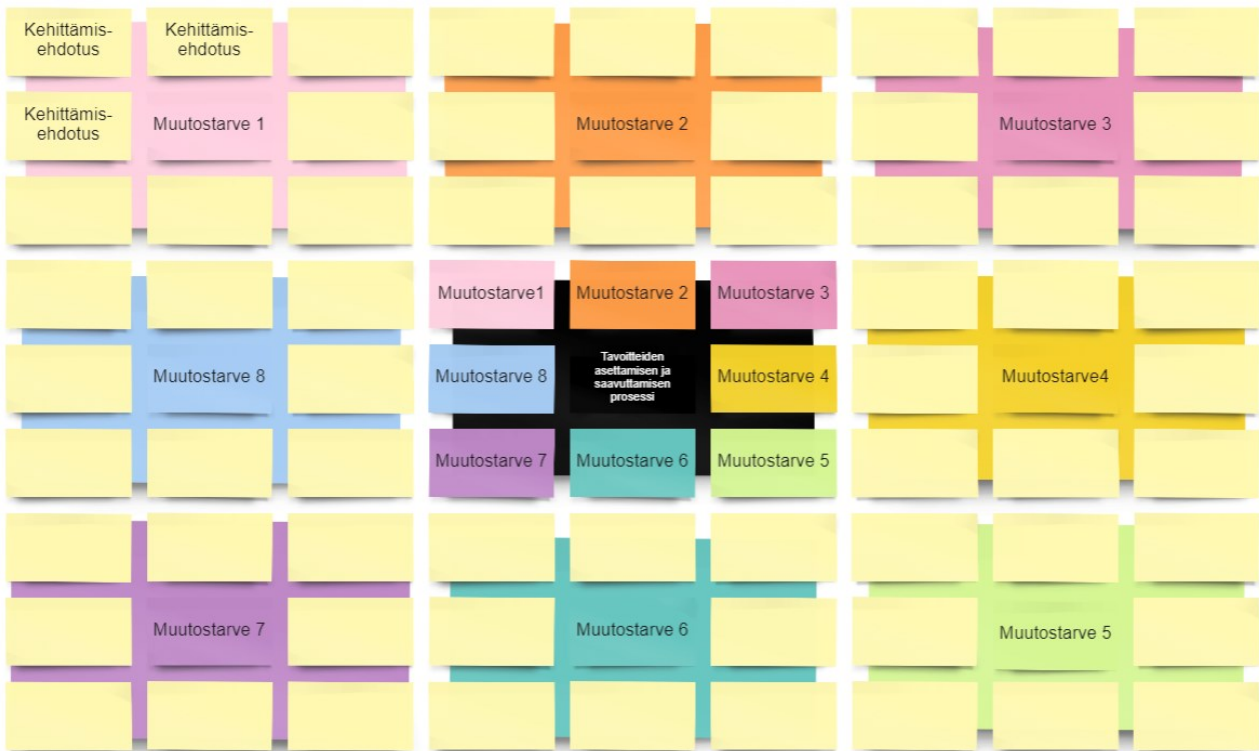 Kehittämis-
ehdotus
Kehittämis-
ehdotus
Kehittämis-
ehdotus
Muutostarve 1
Muutostarve 2
Muutostarve 3
Muutostarve 8
Muutostarve1
Muutostarve 2
Muutostarve 3
Muutostarve 8
Tavoitteiden
asettamisen ja
saavuttamisen
prosessi
Muutostarve 4
Muutostarve 7
Muutostarve 6
Muutostarve 5
Muutostarve4
Muutostarve 7
Muutostarve 6
Muutostarve 5